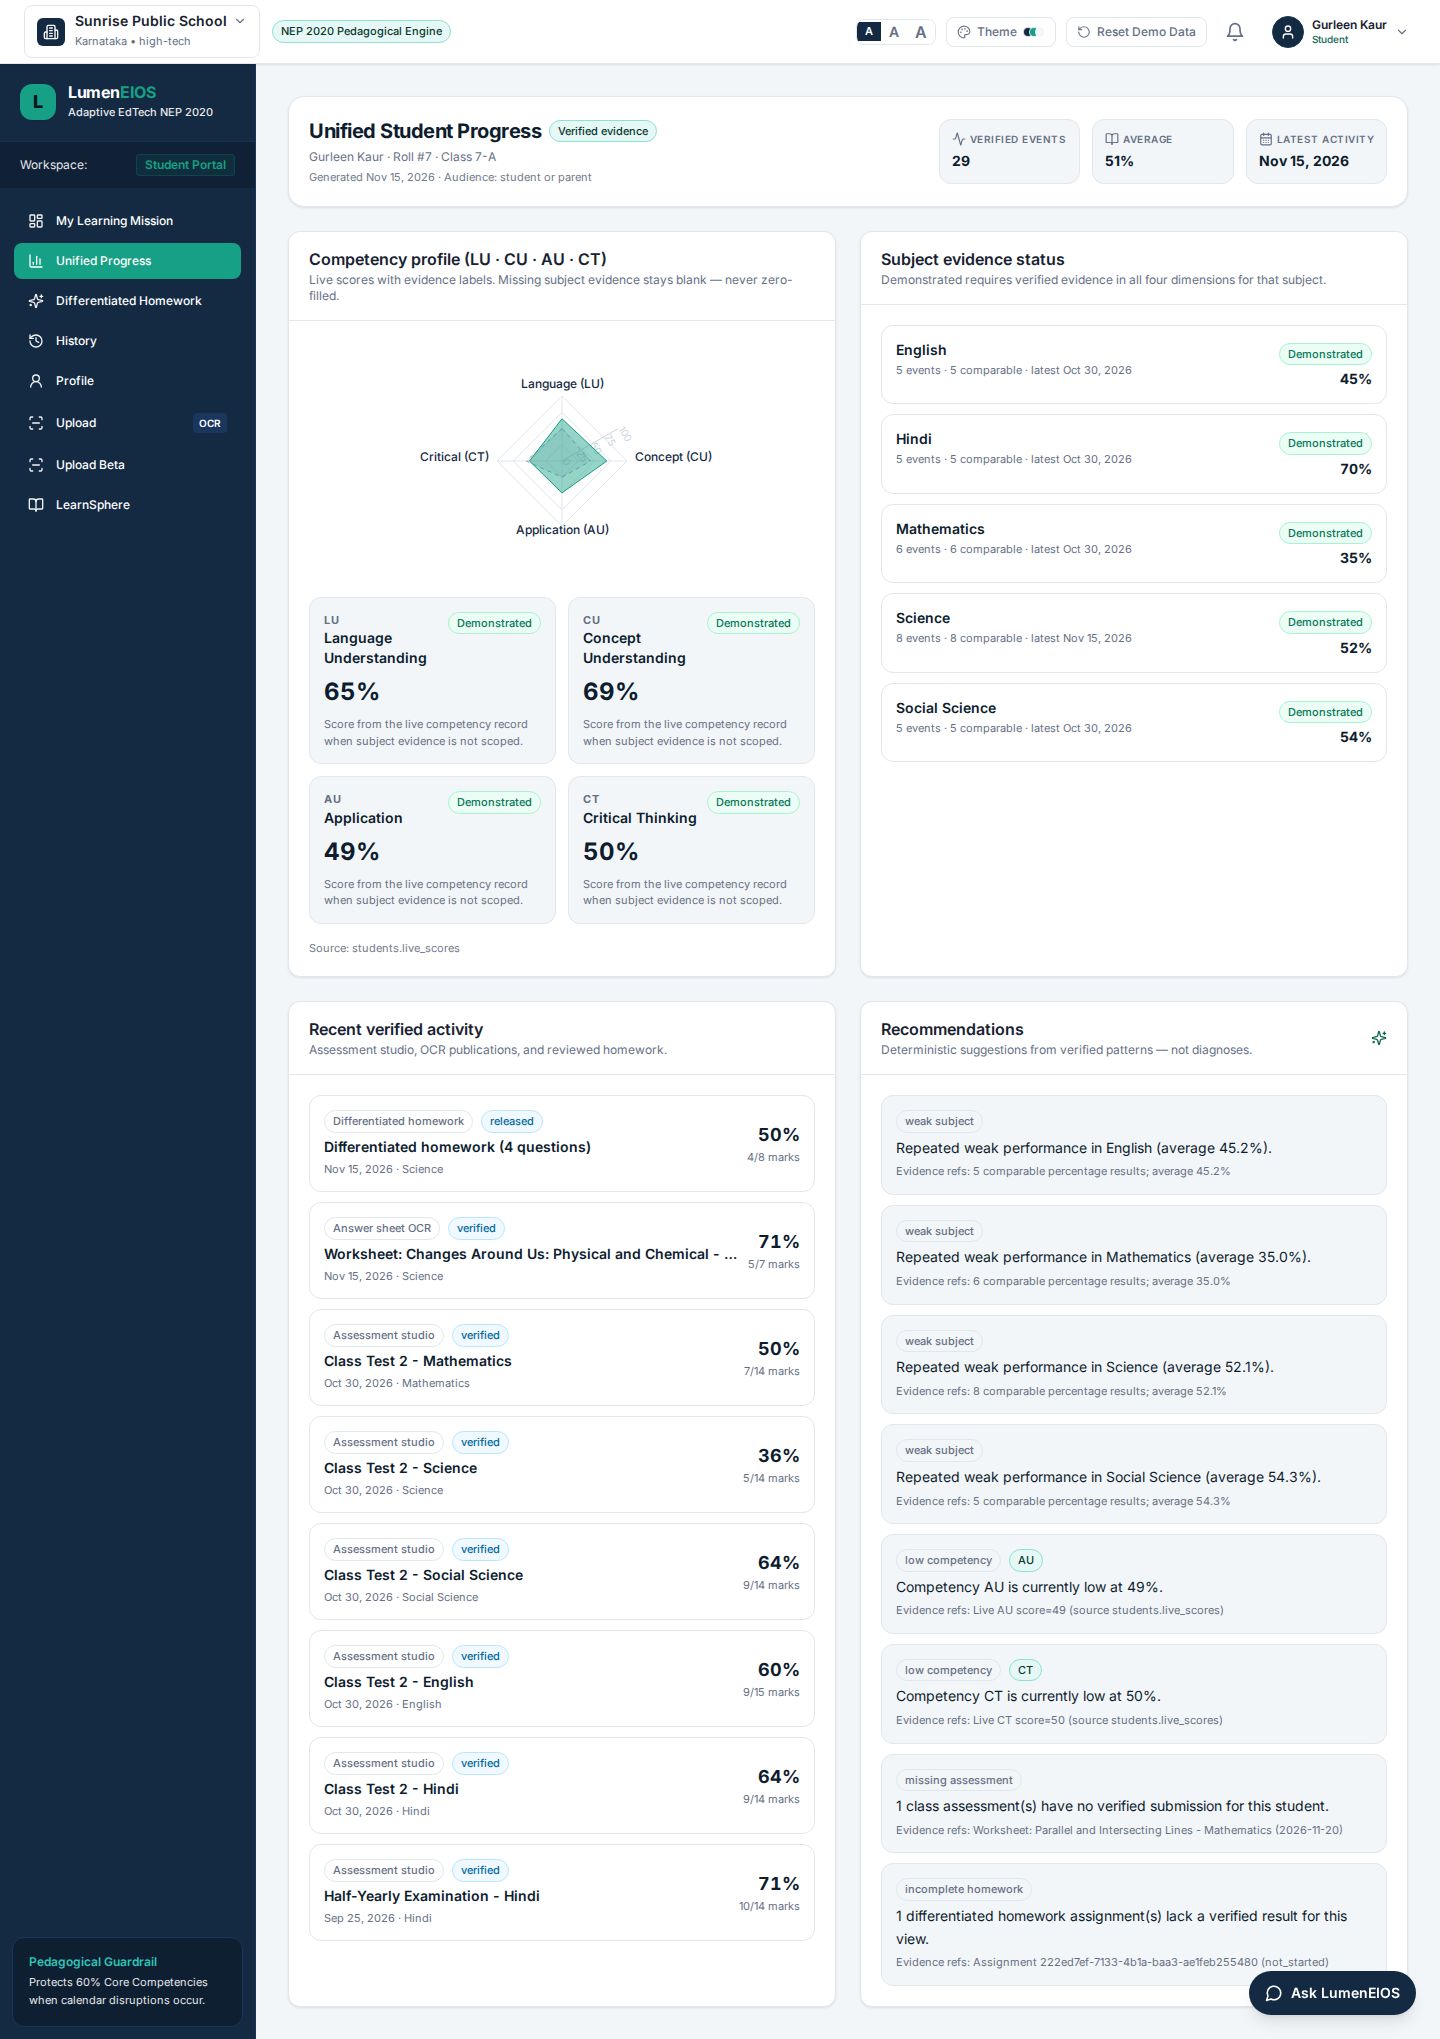 Sunrise Public School
Karnataka • high-tech
NEP 2020 Pedagogical Engine
A A A
Theme
Reset Demo Data
Gurleen Kaur
Student
L
LumenEIOS
Adaptive EdTech NEP 2020
Workspace:
Student Portal
My Learning Mission
Unified Progress
Differentiated Homework
History
Profile
Upload
OCR
Upload Beta
LearnSphere
Pedagogical Guardrail
Protects 60% Core Competencies
when calendar disruptions occur.
Unified Student Progress
Verified evidence
Gurleen Kaur · Roll #7 · Class 7-A
Generated Nov 15, 2026 · Audience: student or parent
VERIFIED EVENTS
29
AVERAGE
51%
LATEST ACTIVITY
Nov 15, 2026
Competency profile (LU · CU · AU · CT)
Live scores with evidence labels. Missing subject evidence stays blank — never zero-
filled.
Language (LU)
Critical (CT)
Concept (CU)
Application (AU)
75
100
LU
Language
Understanding
Demonstrated
65%
Score from the live competency record
when subject evidence is not scoped.
CU
Concept
Understanding
Demonstrated
69%
Score from the live competency record
when subject evidence is not scoped.
AU
Application
Demonstrated
49%
Score from the live competency record
when subject evidence is not scoped.
CT
Critical Thinking
Demonstrated
50%
Score from the live competency record
when subject evidence is not scoped.
Source: students.live_scores
Subject evidence status
Demonstrated requires verified evidence in all four dimensions for that subject.
English
5 events · 5 comparable · latest Oct 30, 2026
Demonstrated
45%
Hindi
5 events · 5 comparable · latest Oct 30, 2026
Demonstrated
70%
Mathematics
6 events · 6 comparable · latest Oct 30, 2026
Demonstrated
35%
Science
8 events · 8 comparable · latest Nov 15, 2026
Demonstrated
52%
Social Science
5 events · 5 comparable · latest Oct 30, 2026
Demonstrated
54%
Recent verified activity
Assessment studio, OCR publications, and reviewed homework.
Differentiated homework
released
Differentiated homework (4 questions)
Nov 15, 2026 · Science
50%
4/8 marks
Answer sheet OCR
verified
Worksheet: Changes Around Us: Physical and Chemical - ...
Nov 15, 2026 · Science
71%
5/7 marks
Assessment studio
verified
Class Test 2 - Mathematics
Oct 30, 2026 · Mathematics
50%
7/14 marks
Assessment studio
verified
Class Test 2 - Science
Oct 30, 2026 · Science
36%
5/14 marks
Assessment studio
verified
Class Test 2 - Social Science
Oct 30, 2026 · Social Science
64%
9/14 marks
Assessment studio
verified
Class Test 2 - English
Oct 30, 2026 · English
60%
9/15 marks
Assessment studio
verified
Class Test 2 - Hindi
Oct 30, 2026 · Hindi
64%
9/14 marks
Assessment studio
verified
Half-Yearly Examination - Hindi
Sep 25, 2026 · Hindi
71%
10/14 marks
Recommendations
Deterministic suggestions from verified patterns — not diagnoses.
weak subject
Repeated weak performance in English (average 45.2%).
Evidence refs: 5 comparable percentage results; average 45.2%
weak subject
Repeated weak performance in Mathematics (average 35.0%).
Evidence refs: 6 comparable percentage results; average 35.0%
weak subject
Repeated weak performance in Science (average 52.1%).
Evidence refs: 8 comparable percentage results; average 52.1%
weak subject
Repeated weak performance in Social Science (average 54.3%).
Evidence refs: 5 comparable percentage results; average 54.3%
low competency
AU
Competency AU is currently low at 49%.
Evidence refs: Live AU score=49 (source students.live_scores)
low competency
CT
Competency CT is currently low at 50%.
Evidence refs: Live CT score=50 (source students.live_scores)
missing assessment
1 class assessment(s) have no verified submission for this student.
Evidence refs: Worksheet: Parallel and Intersecting Lines - Mathematics (2026-11-20)
incomplete homework
1 differentiated homework assignment(s) lack a verified result for this
view.
Evidence refs: Assignment 222ed7ef-7133-4b1a-baa3-ae1feb255480 (not_started)
Ask LumenEIOS